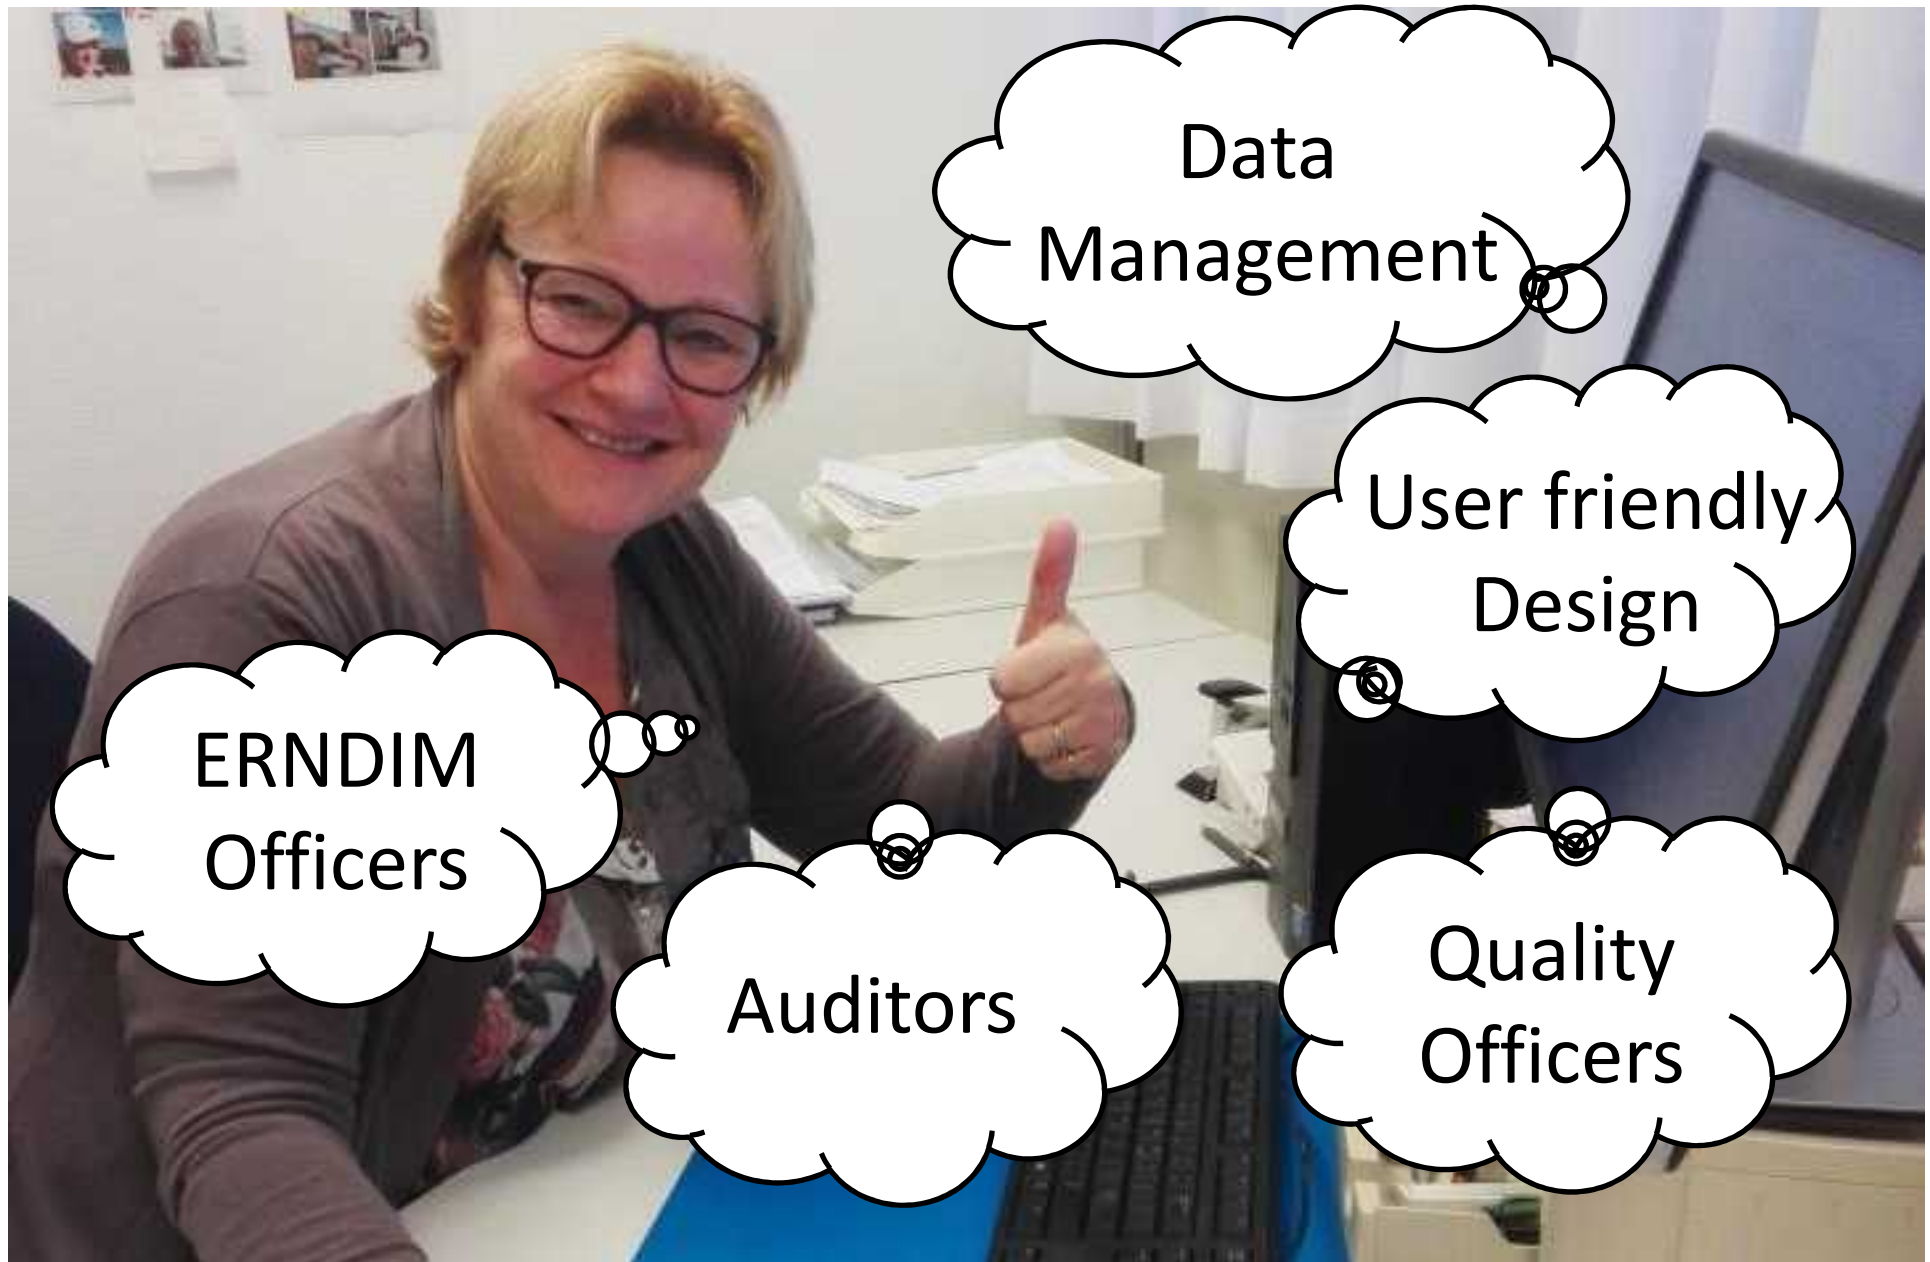 Data
Management
User friendly
Design
ERNDIM
Officers
Auditors
Quality
Officers